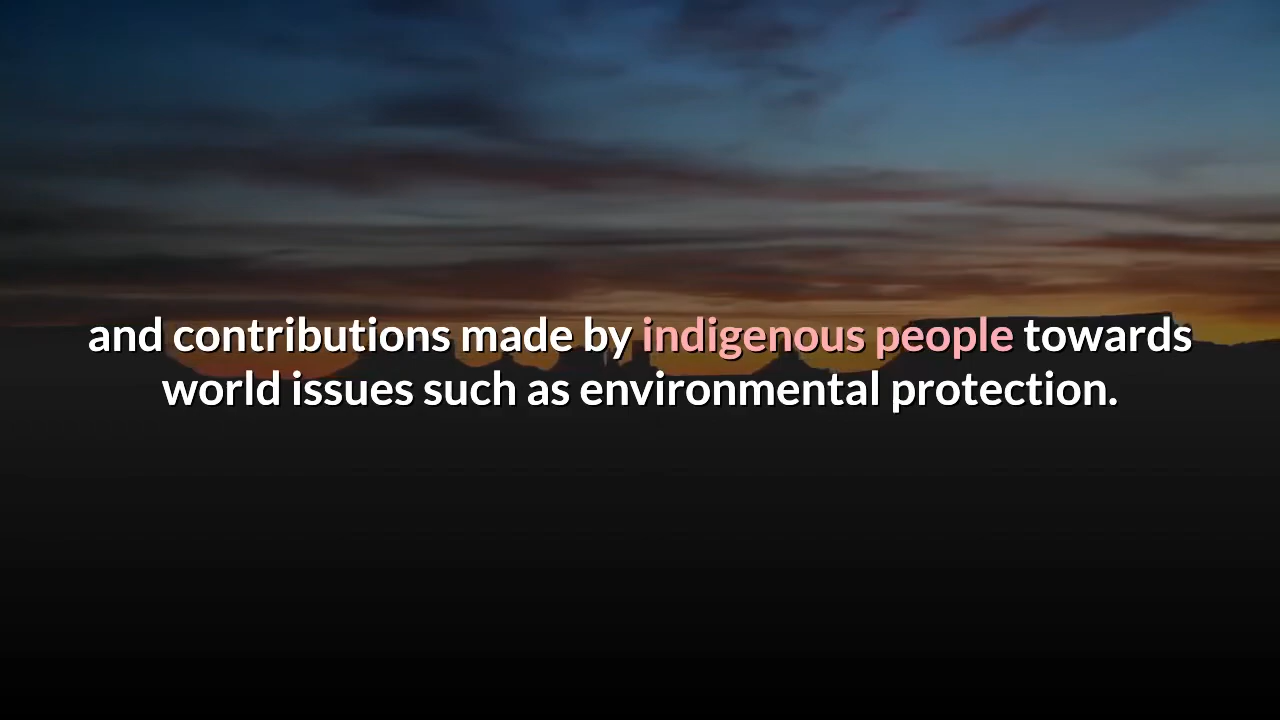 and contributions made by indigenous people towards
world issues such as environmental protection.